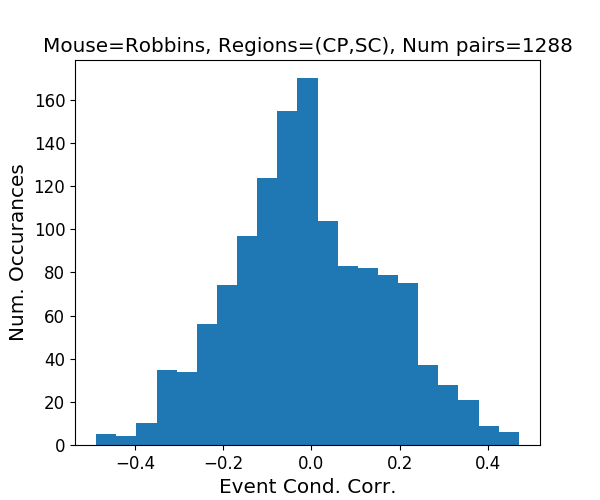 Mouse=Robbins, Regions=(CP,SC), Num pairs=1288
160
140
120
100
80
60
40
20
0
Num. Occurances
−0.4 −0.2 0.0 0.2 0.4
Event Cond. Corr.